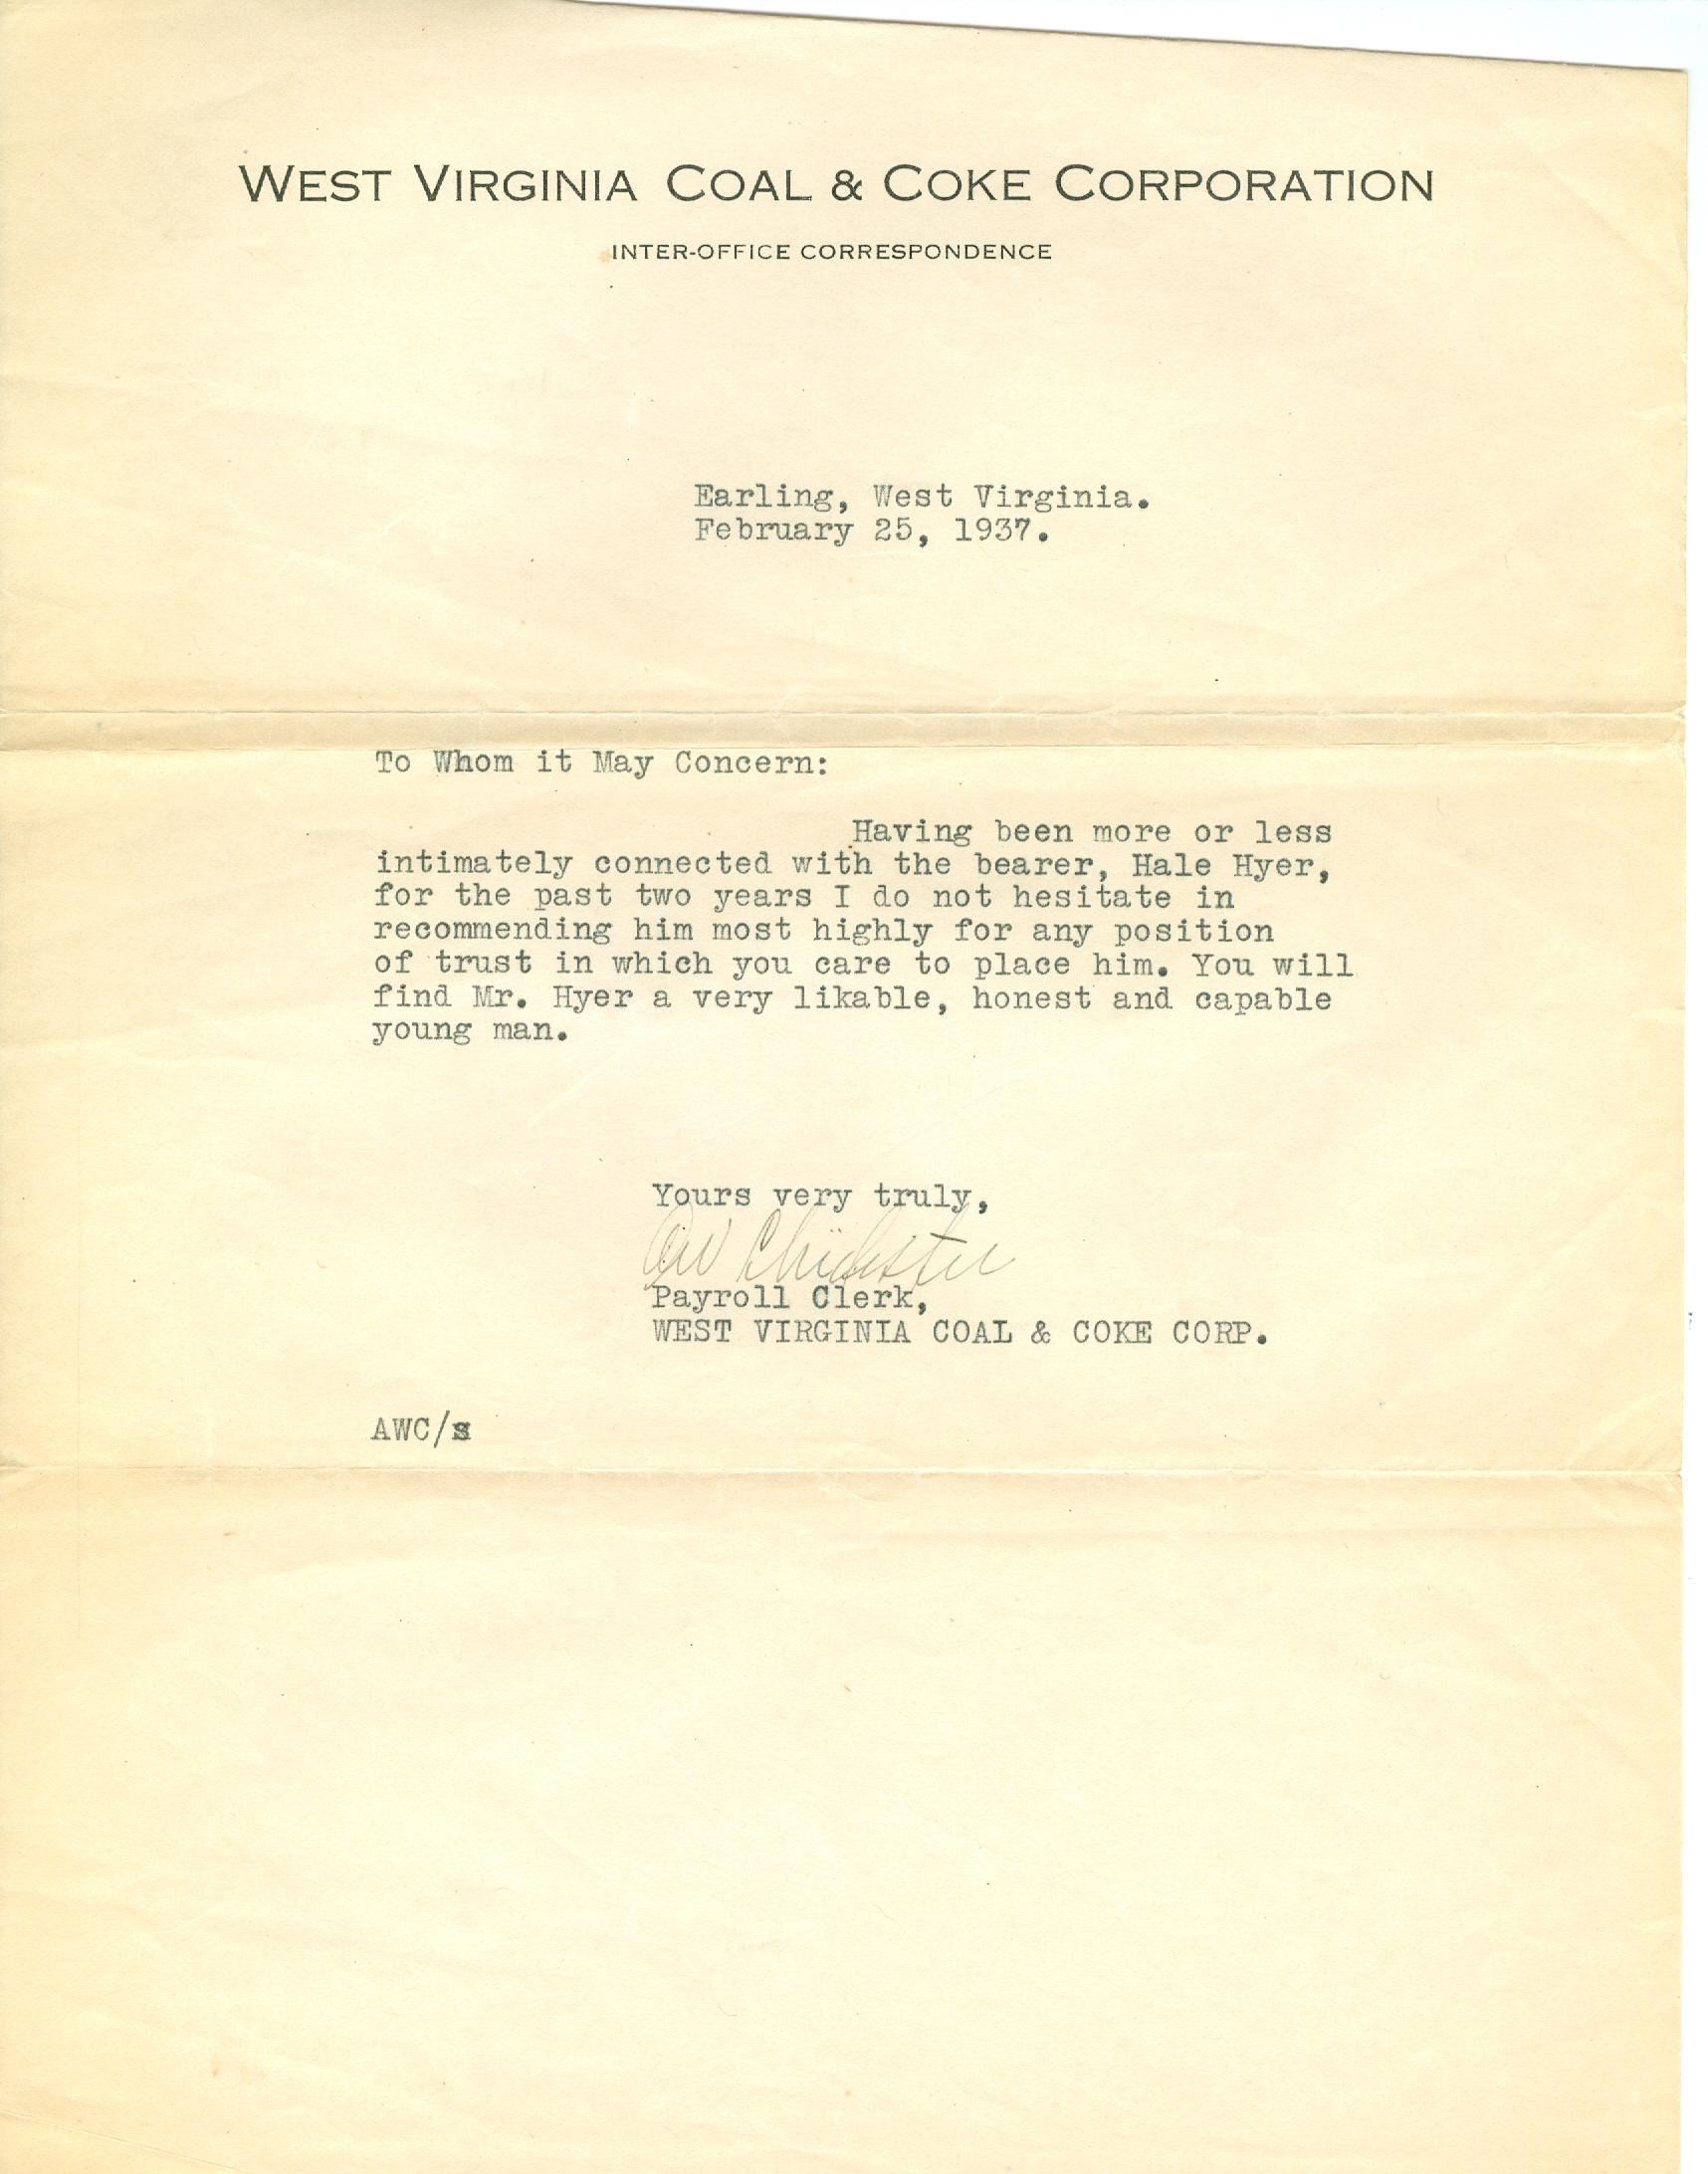 WEST VIRGINIA COAL & COKE CORPORATION
INTER-OFFICE CORRESPONDENCE
Earling, West Virginia.
February 25, 1937.
To Whom it May Concern:
Having been more or less
intimately connected with the bearer, Hale Hyer,
for the past two years I do not hesitate in
recommending him most highly for any position
of trust in which you care to place him. You will
find Mr. Hyer a very likable, honest and capable
young man.
Yours very truly,
AW Chidester
Payroll Clerk,
WEST VIRGINIA COAL & COKE CORP.
AWC/s